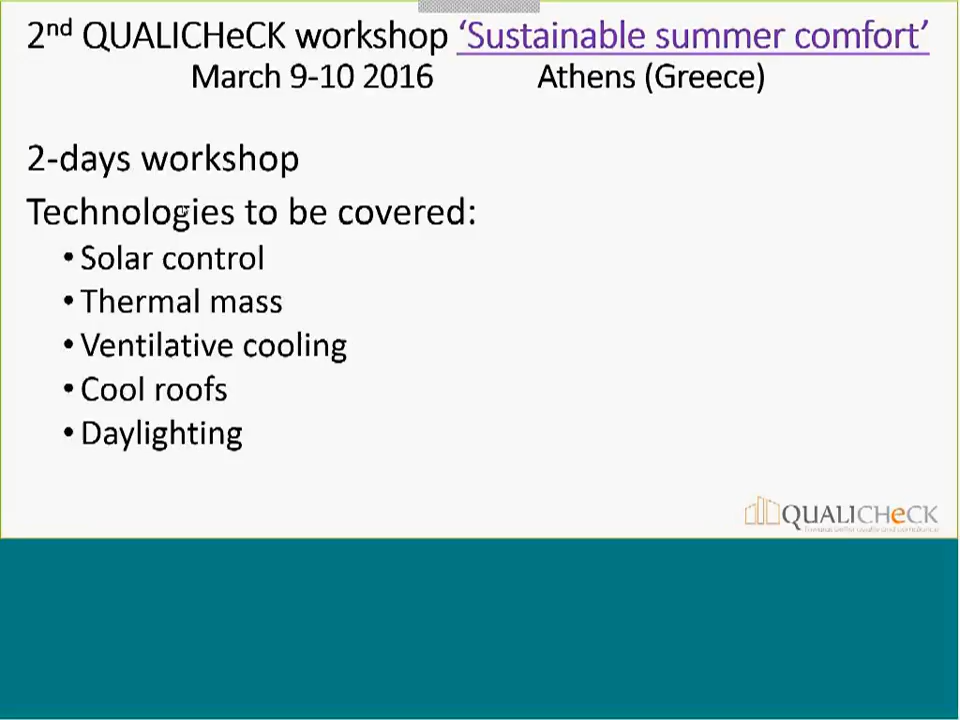 2nd QUALICHeCK workshop ‘Sustainable summer comfort’
March 9-10 2016 Athens (Greece)
2-days workshop
Technologies to be covered:
• Solar control
• Thermal mass
• Ventilative cooling
• Cool roofs
• Daylighting
QUALICHeCK